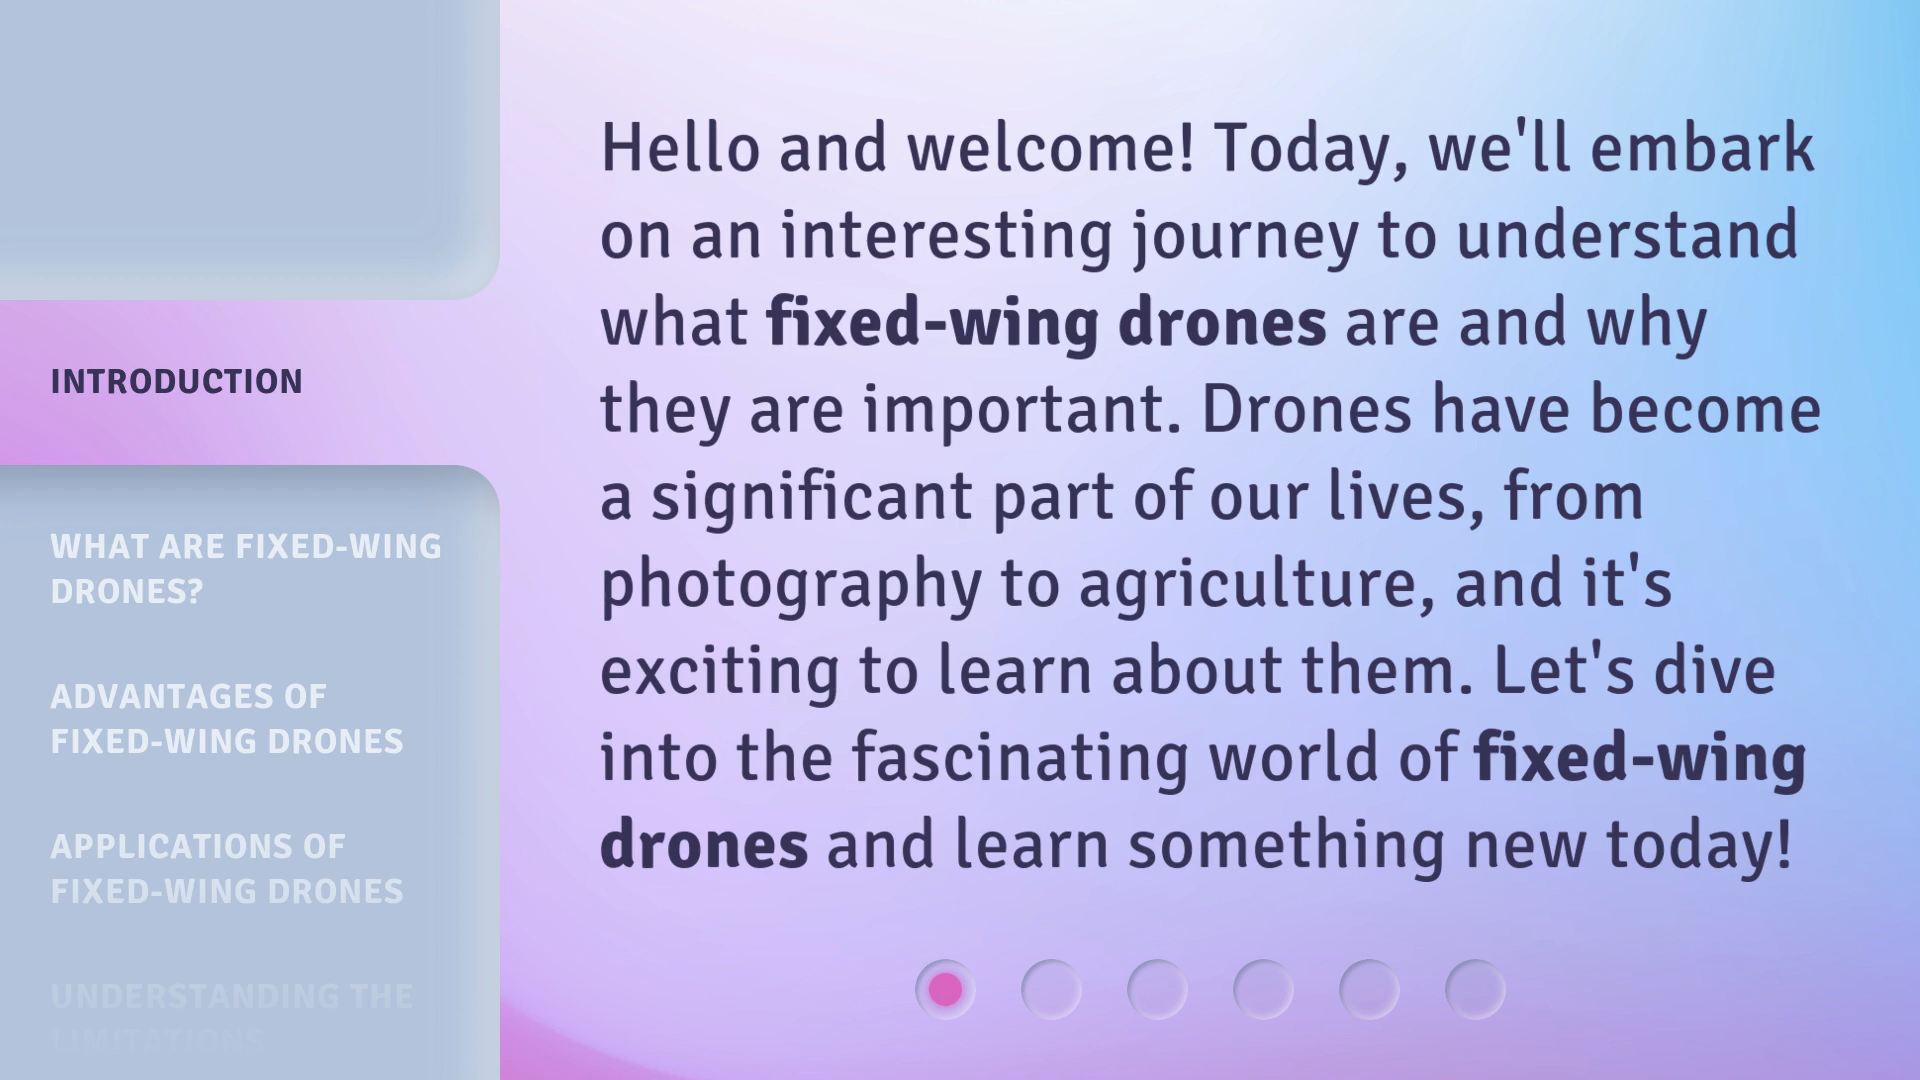 INTRODUCTION
WHAT ARE FIXED-WING
DRONES?
ADVANTAGES OF
FIXED-WING DRONES
APPLICATIONS OF
FIXED-WING DRONES
UNDERSTANDING THE
LIMITATIONS
Hello and welcome! Today, we'll embark
on an interesting journey to understand
what fixed-wing drones are and why
they are important. Drones have become
a significant part of our lives, from
photography to agriculture, and it's
exciting to learn about them. Let's dive
into the fascinating world of fixed-wing
drones and learn something new today!